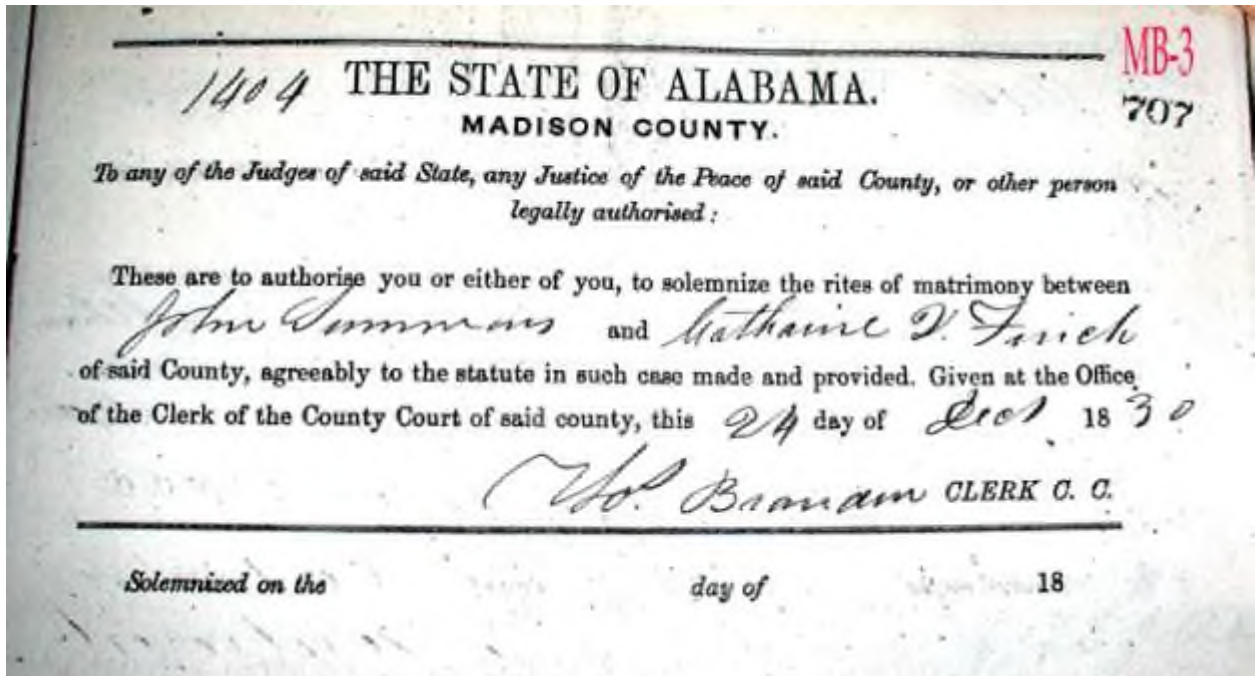 MB-3
1404 THE STATE OF ALABAMA.
707
MADISON COUNTY.
To any of the Judges of said State, any Justice of the Peace of said County, or other person
legally authorised:
These are to authorise you or either of you, to solemnize the rites of matrimony between
John Simmons and Catharine D. Finch
of said County, agreeably to the statute in such case made and provided. Given at the Office
of the Clerk of the County Court of said county, this 24 day of 1830
Thos. Brandon CLERK C. C.
Solemnized on the day of 18